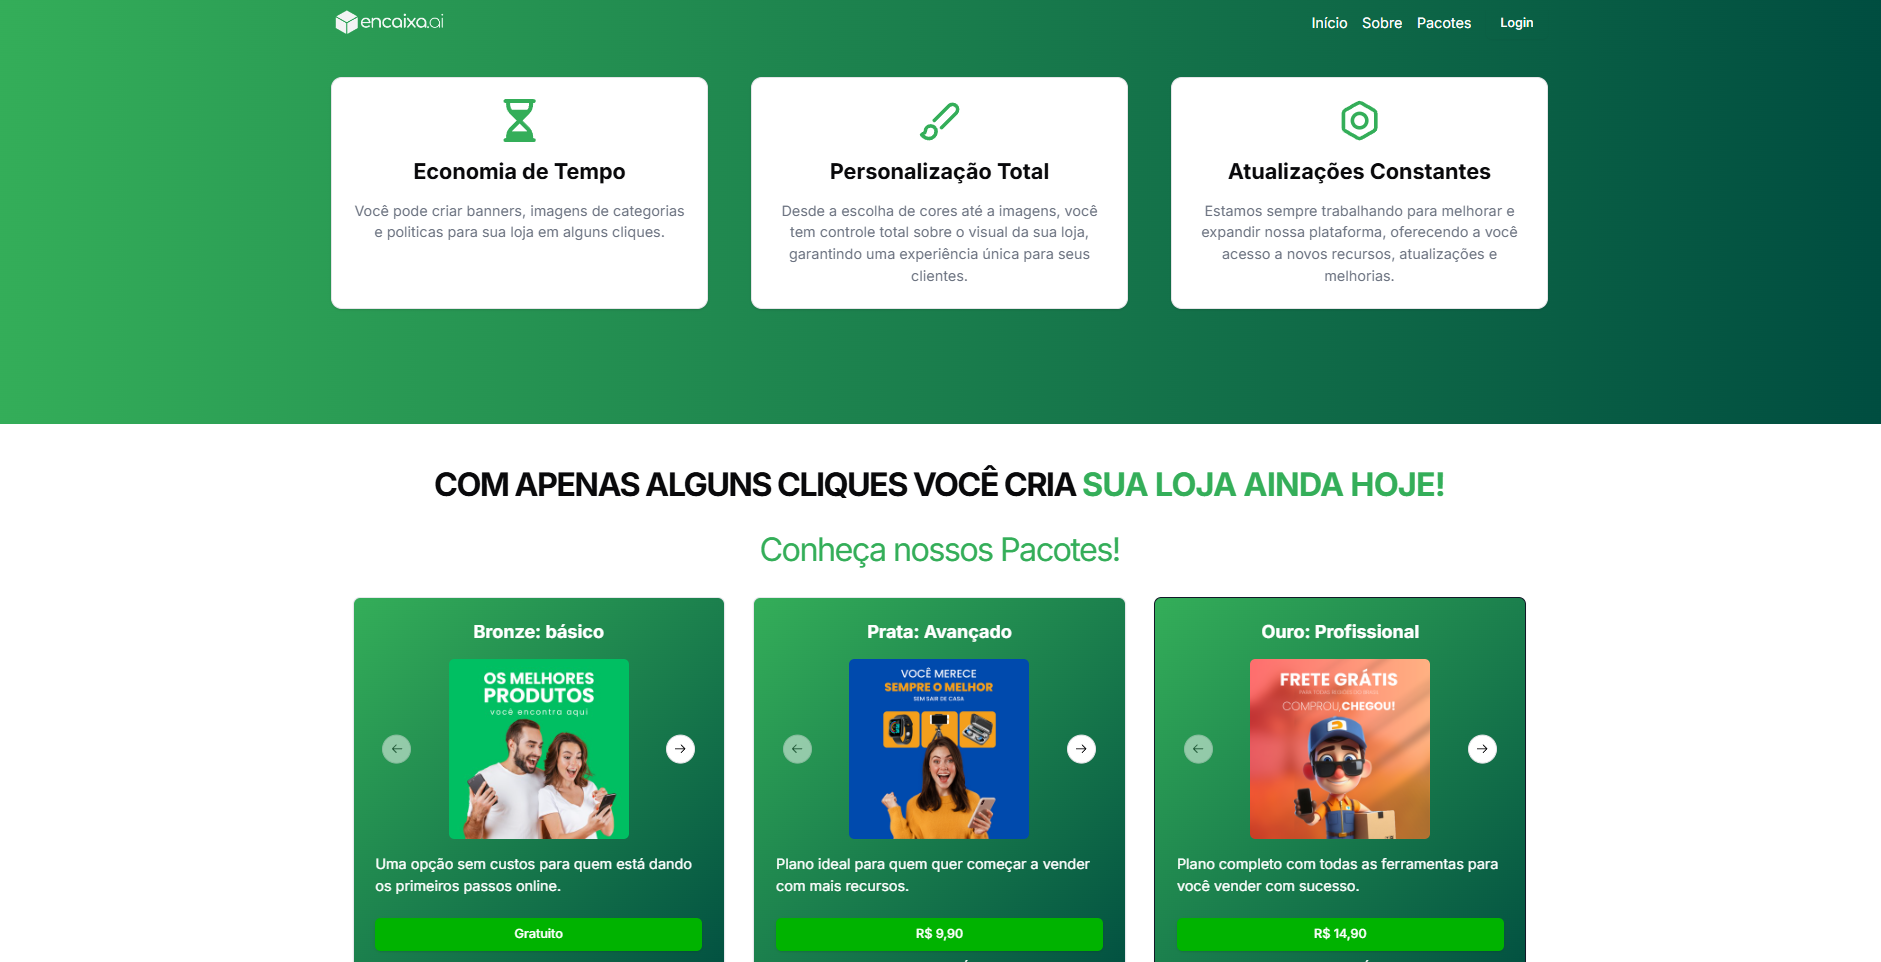 encaixa.ai
Início Sobre Pacotes Login
Economia de Tempo
Você pode criar banners, imagens de categorias
e politicas para sua loja em alguns cliques.
Personalização Total
Desde a escolha de cores até a imagens, você
tem controle total sobre o visual da sua loja,
garantindo uma experiência única para seus
clientes.
Atualizações Constantes
Estamos sempre trabalhando para melhorar e
expandir nossa plataforma, oferecendo a você
acesso a novos recursos, atualizações e
melhorias.
COM APENAS ALGUNS CLIQUES VOCÊ CRIA SUA LOJA AINDA HOJE!
Conheça nossos Pacotes!
Bronze: básico
OS MELHORES
PRODUTOS
você encontra aqui
Uma opção sem custos para quem está dando
os primeiros passos online.
Gratuito
Prata: Avançado
VOCÊ MERECE
SEMPRE O MELHOR
SEM SAIR DE CASA
Plano ideal para quem quer começar a vender
com mais recursos.
R$ 9,90
Ouro: Profissional
FRETE GRÁTIS
COMPROU, CHEGOU!
Plano completo com todas as ferramentas para
você vender com sucesso.
R$ 14,90